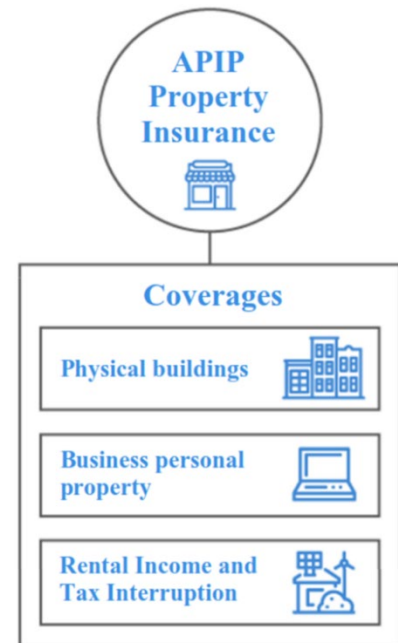 APIP
Property
Insurance
Coverages
Physical buildings
Business personal
property
Rental Income and
Tax Interruption